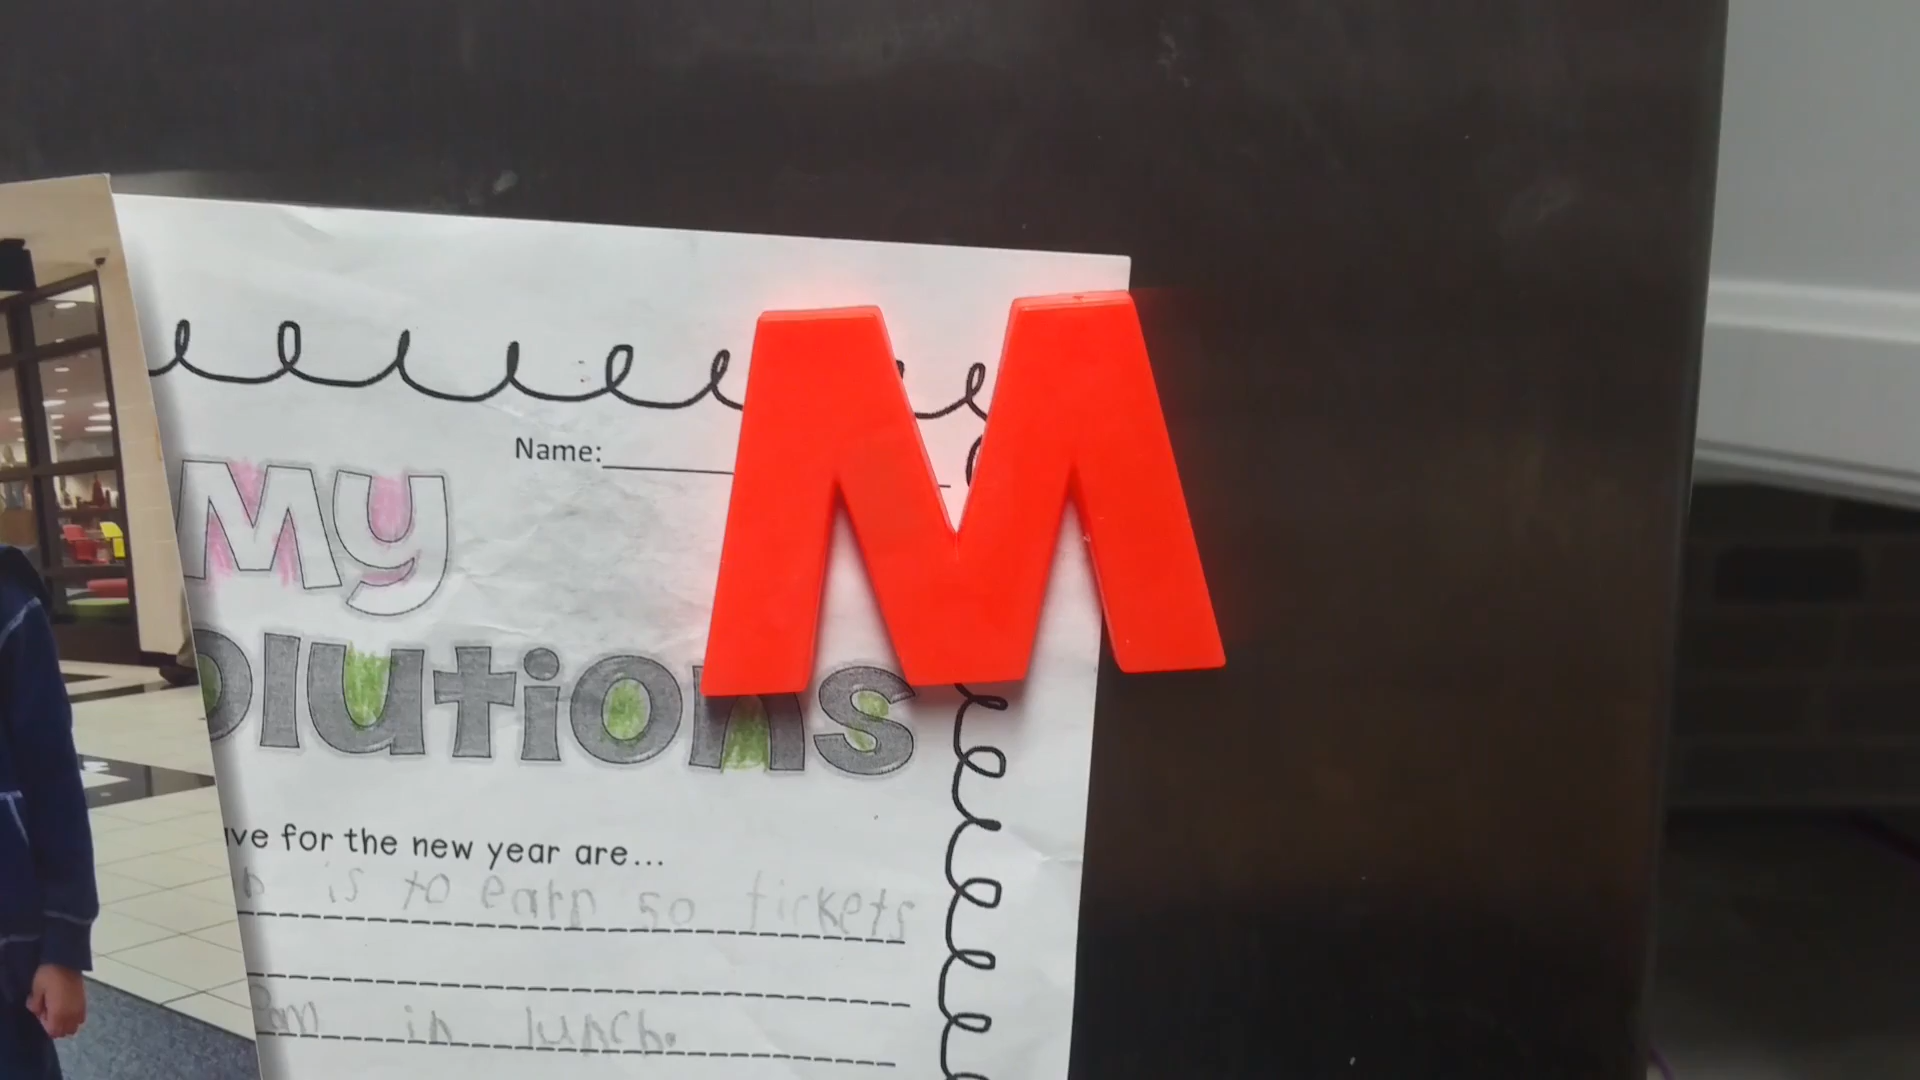 M
Name:
My
olutions
ve for the new year are...
is to earn 50 tickets
in lunch.